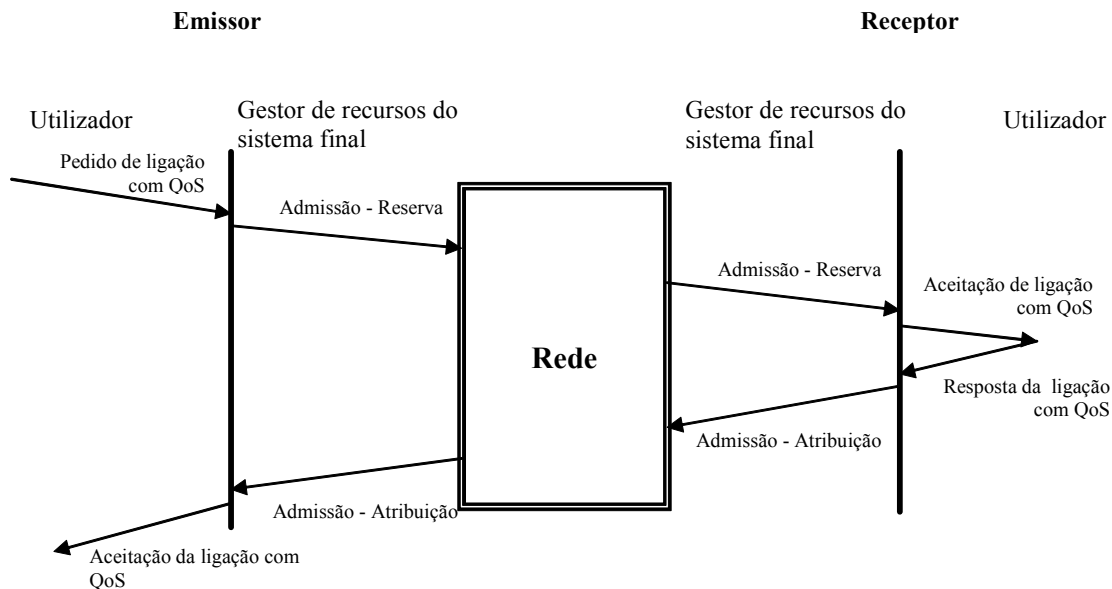 Emissor
Receptor
Utilizador
Gestor de recursos do
sistema final
Gestor de recursos do
sistema final
Utilizador
Pedido de ligação
com QoS
Admissão - Reserva
Admissão - Reserva
Aceitação de ligação
com QoS
Rede
Resposta da ligação
com QoS
Admissão - Atribuição
Admissão - Atribuição
Aceitação da ligação com
QoS